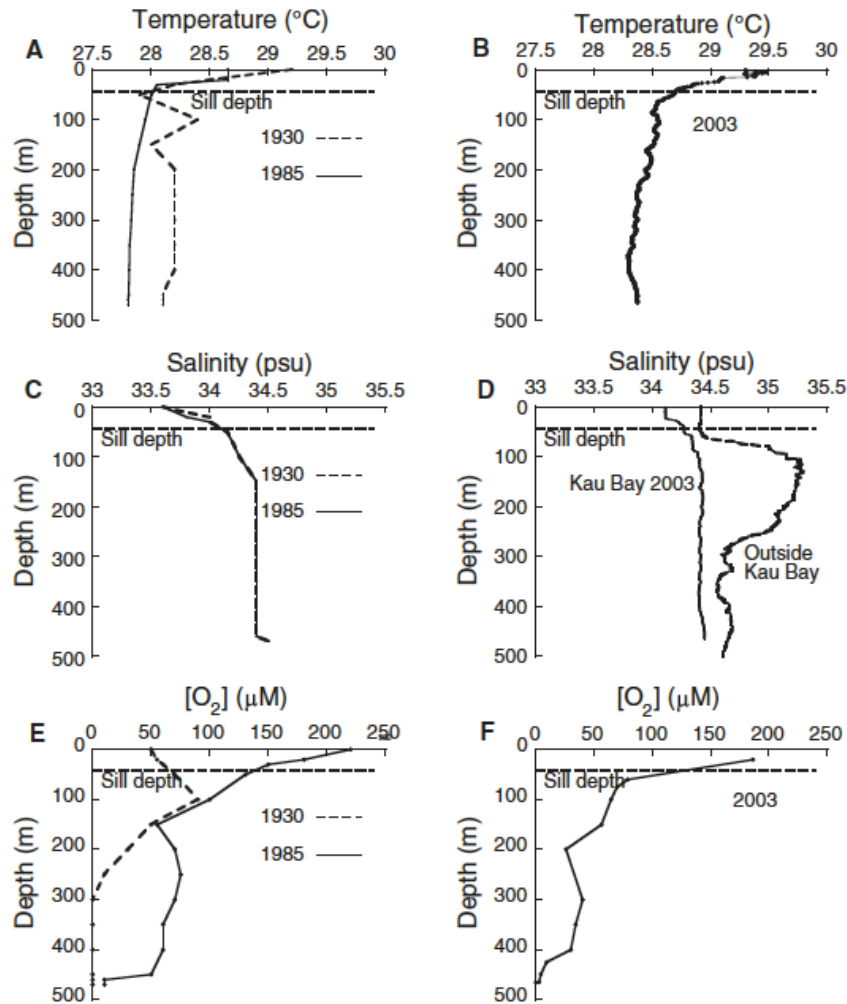 Temperature (°C)
A
27.5 28 28.5 29 29.5 30
0
Sill depth
100
1930
1985
200
300
400
500
Depth (m)
Temperature (°C)
B
27.5 28 28.5 29 29.5 30
0
Sill depth
100
2003
200
300
400
500
Depth (m)
Salinity (psu)
C
33 33.5 34 34.5 35 35.5
0
Sill depth
100
1930
1985
200
300
400
500
Depth (m)
Salinity (psu)
D
33 33.5 34 34.5 35 35.5
0
Sill depth
100
Kau Bay 2003
200
300
Outside
Kau Bay
400
500
Depth (m)
[O2] (μM)
E
0 50 100 150 200 250
0
Sill depth
100
1930
1985
200
300
400
500
Depth (m)
[O2] (μM)
F
0 50 100 150 200 250
0
Sill depth
100
2003
200
300
400
500
Depth (m)